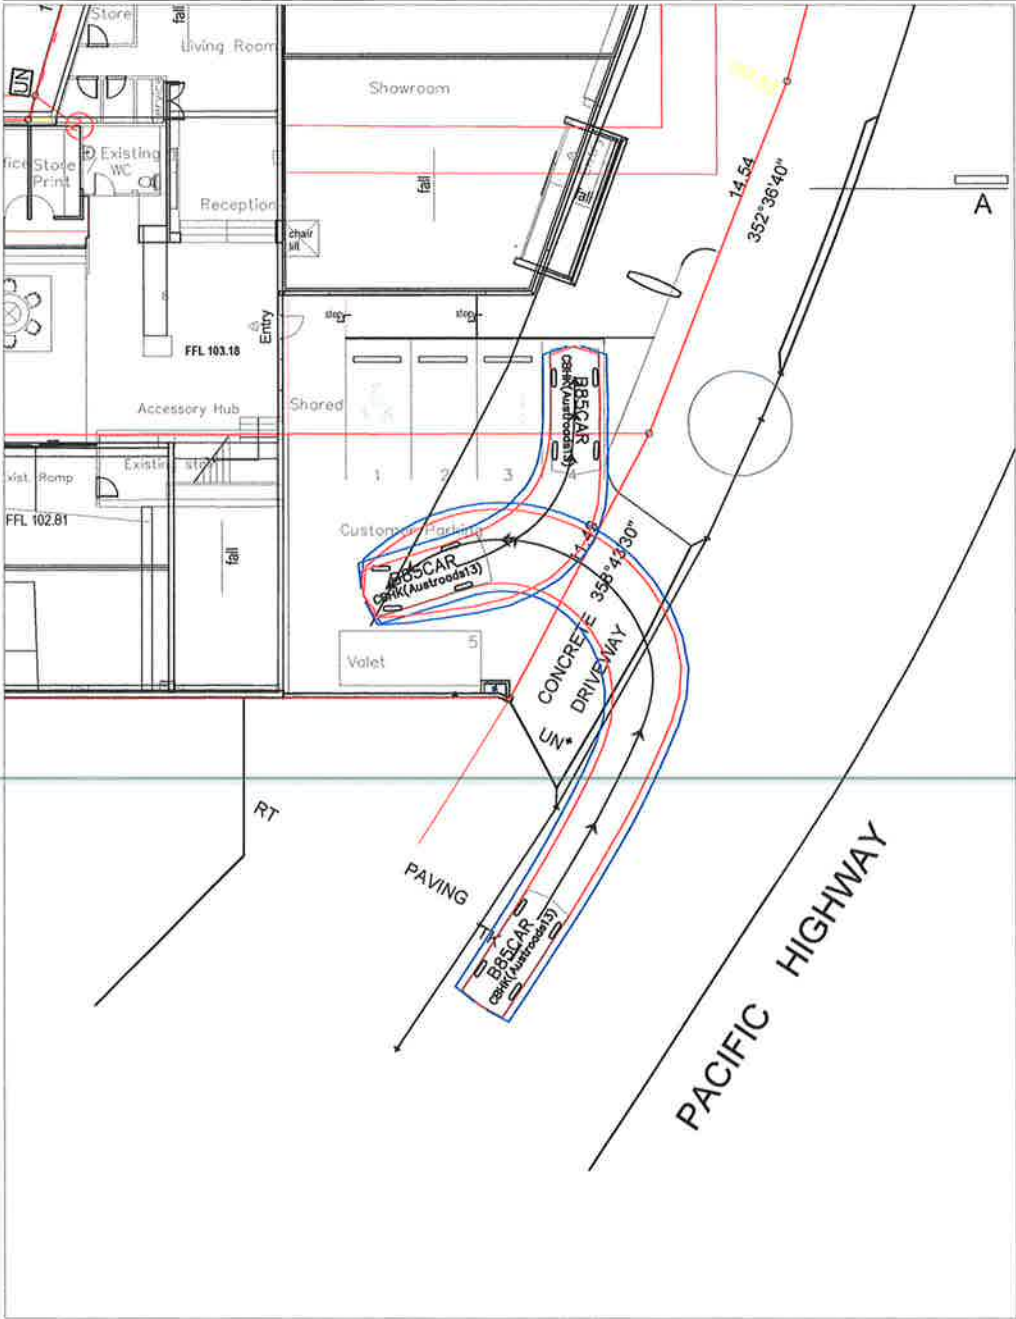 Store
fall
Living Room
UN
Showroom
14.54
352°36'40"
A
Existing
WC
Store
Print
fall
Entry
fall
Reception
chair
lift
step
step
Entry
FFL 103.18
B85CAR
CBHK(Austroads13)
Accessory Hub
Shared
1
2
3
4
Existing stair
Exist. Ramp
FFL 102.81
fall
Customer Parking
11.48
358°43'30"
B85CAR
CBHK(Austroads13)
CONCRETE
DRIVEWAY
5
Valet
UN*
RT
PAVING
B85CAR
CBHK(Austroads13)
PACIFIC HIGHWAY